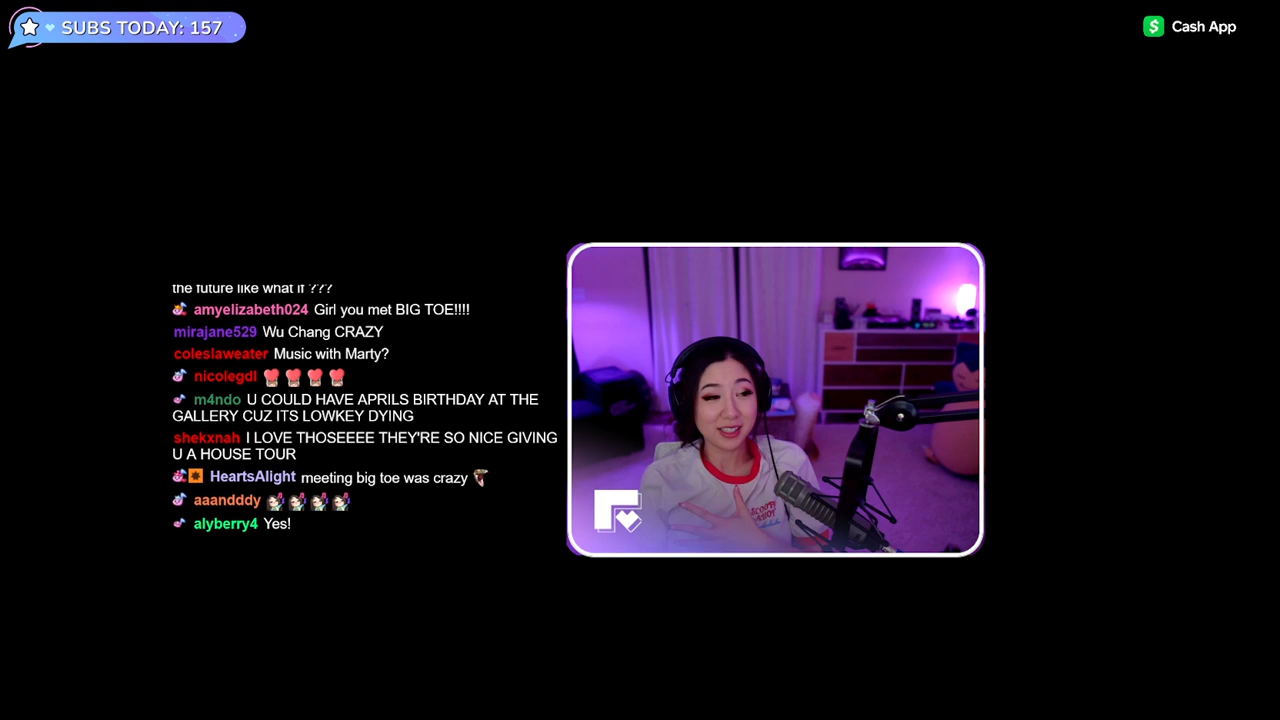 SUBS TODAY: 157
Cash App
the future like what if ???
amyelizabeth024 Girl you met BIG TOE!!!!
mirajane529 Wu Chang CRAZY
coleslaweater Music with Marty?
nicolegdl
m4ndo U COULD HAVE APRILS BIRTHDAY AT THE
GALLERY CUZ ITS LOWKEY DYING
shekxnah I LOVE THOSEEEE THEY'RE SO NICE GIVING
U A HOUSE TOUR
HeartsAlight meeting big toe was crazy
aaandddy
alyberry4 Yes!